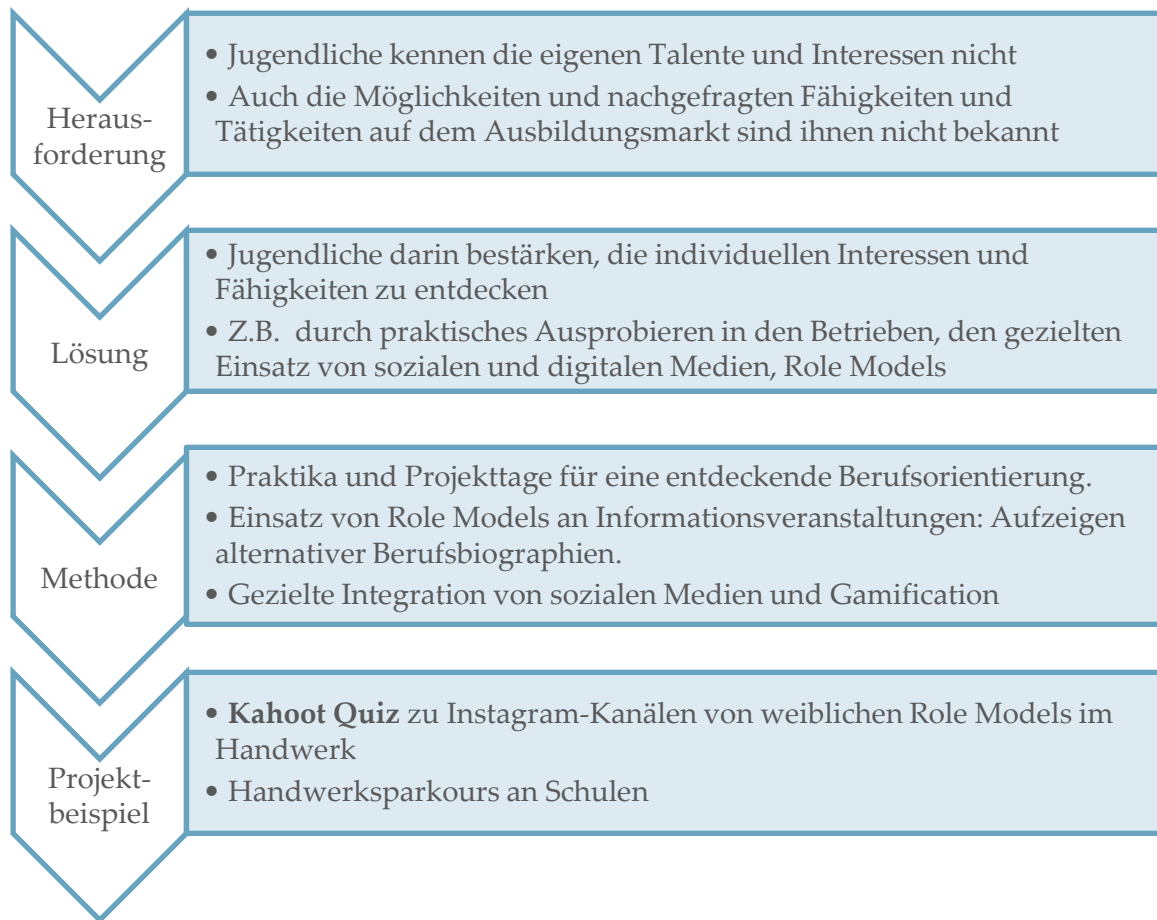 Heraus-
forderung
• Jugendliche kennen die eigenen Talente und Interessen nicht
• Auch die Möglichkeiten und nachgefragten Fähigkeiten und
Tätigkeiten auf dem Ausbildungsmarkt sind ihnen nicht bekannt
Lösung
• Jugendliche darin bestärken, die individuellen Interessen und
Fähigkeiten zu entdecken
• Z.B. durch praktisches Ausprobieren in den Betrieben, den gezielten
Einsatz von sozialen und digitalen Medien, Role Models
Methode
• Praktika und Projekttage für eine entdeckende Berufsorientierung.
• Einsatz von Role Models an Informationsveranstaltungen: Aufzeigen
alternativer Berufsbiographien.
• Gezielte Integration von sozialen Medien und Gamification
Projekt-
beispiel
• Kahoot Quiz zu Instagram-Kanälen von weiblichen Role Models im
Handwerk
• Handwerksparkours an Schulen